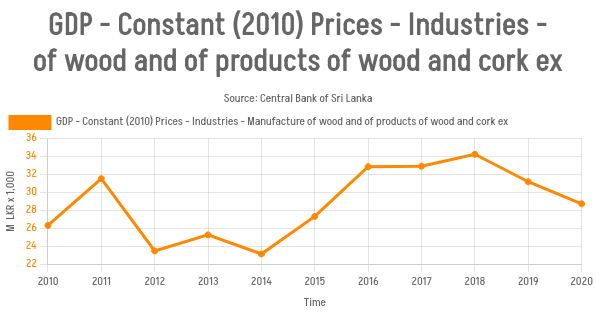 GDP - Constant (2010) Prices - Industries -
of wood and of products of wood and cork ex
Source: Central Bank of Sri Lanka
GDP - Constant (2010) Prices - Industries - Manufacture of wood and of products of wood and cork ex
36
34
32
30
28
26
24
22
M LKR x 1,000
2010 2011 2012 2013 2014 2015 2016 2017 2018 2019 2020
Time